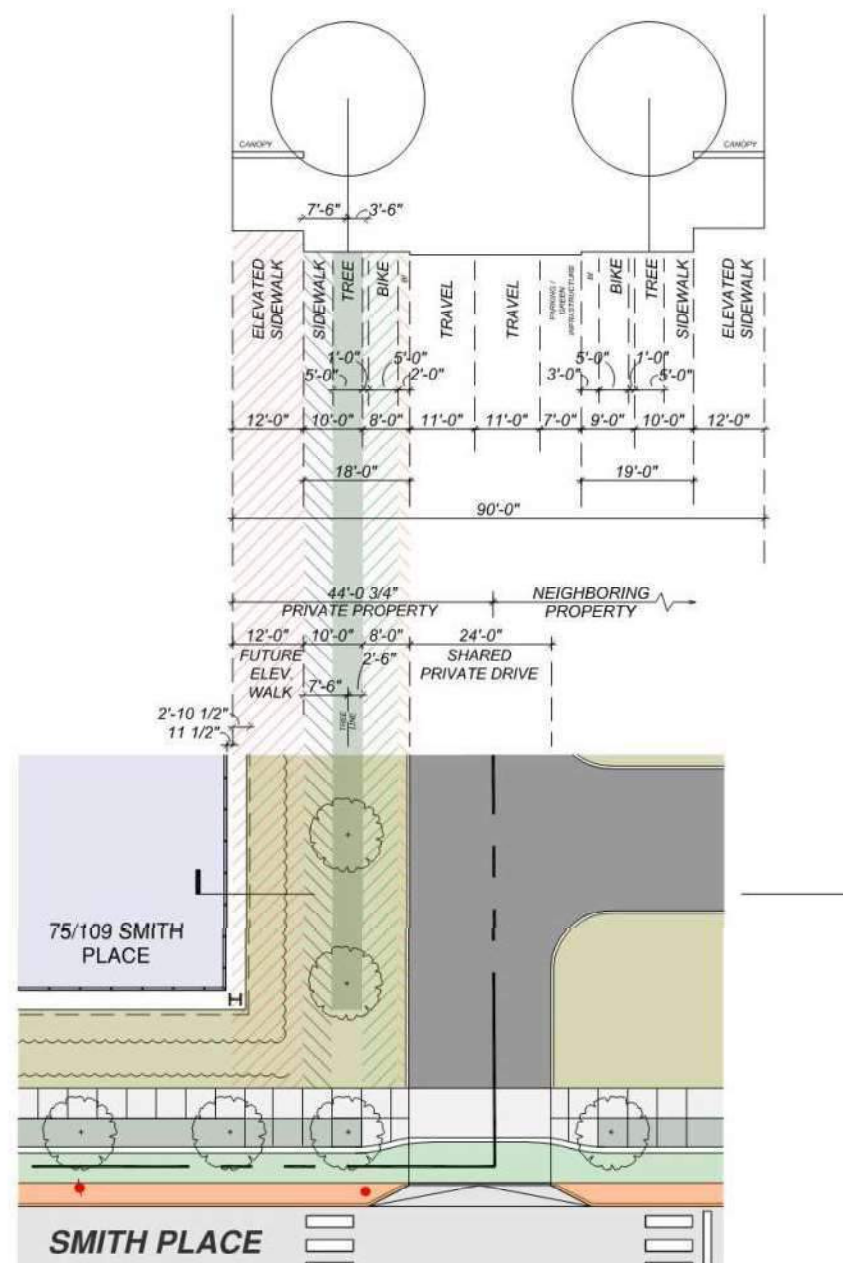 CANOPY
CANOPY
7'-6"
3'-6"
ELEVATED
SIDEWALK
SIDEWALK
TREE
BIKE
TRAVEL
TRAVEL
PARKING /
GREEN
INFRUSTRUCTURE
BIKE
TREE
SIDEWALK
ELEVATED
SIDEWALK
1'-0"
5'-0"
5'-0"
2'-0"
5'-0"
1'-0"
3'-0"
5'-0"
12'-0"
10'-0"
8'-0"
11'-0"
11'-0"
7'-0"
9'-0"
10'-0"
12'-0"
18'-0"
19'-0"
90'-0"
44'-0 3/4"
PRIVATE PROPERTY
NEIGHBORING
PROPERTY
12'-0"
10'-0"
8'-0"
24'-0"
FUTURE
ELEV.
WALK
SHARED
PRIVATE DRIVE
2'-6"
7'-6"
TREE
LINE
2'-10 1/2"
11 1/2"
75/109 SMITH
PLACE
SMITH PLACE